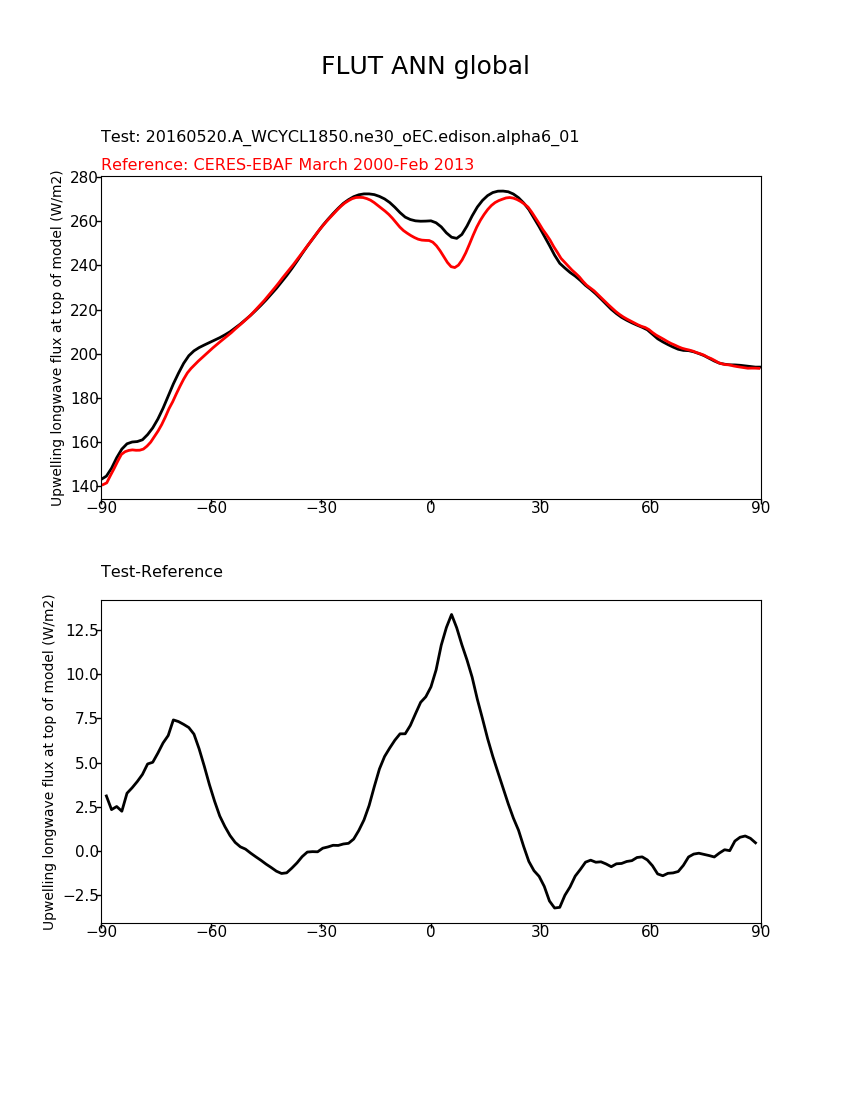 FLUT ANN global
Test: 20160520.A_WCYCL1850.ne30_oEC.edison.alpha6_01
Reference: CERES-EBAF March 2000-Feb 2013
Upwelling longwave flux at top of model (W/m2)
280
260
240
220
200
180
160
140
−90 −60 −30 0 30 60 90
Test-Reference
Upwelling longwave flux at top of model (W/m2)
12.5
10.0
7.5
5.0
2.5
0.0
−2.5
−90 −60 −30 0 30 60 90